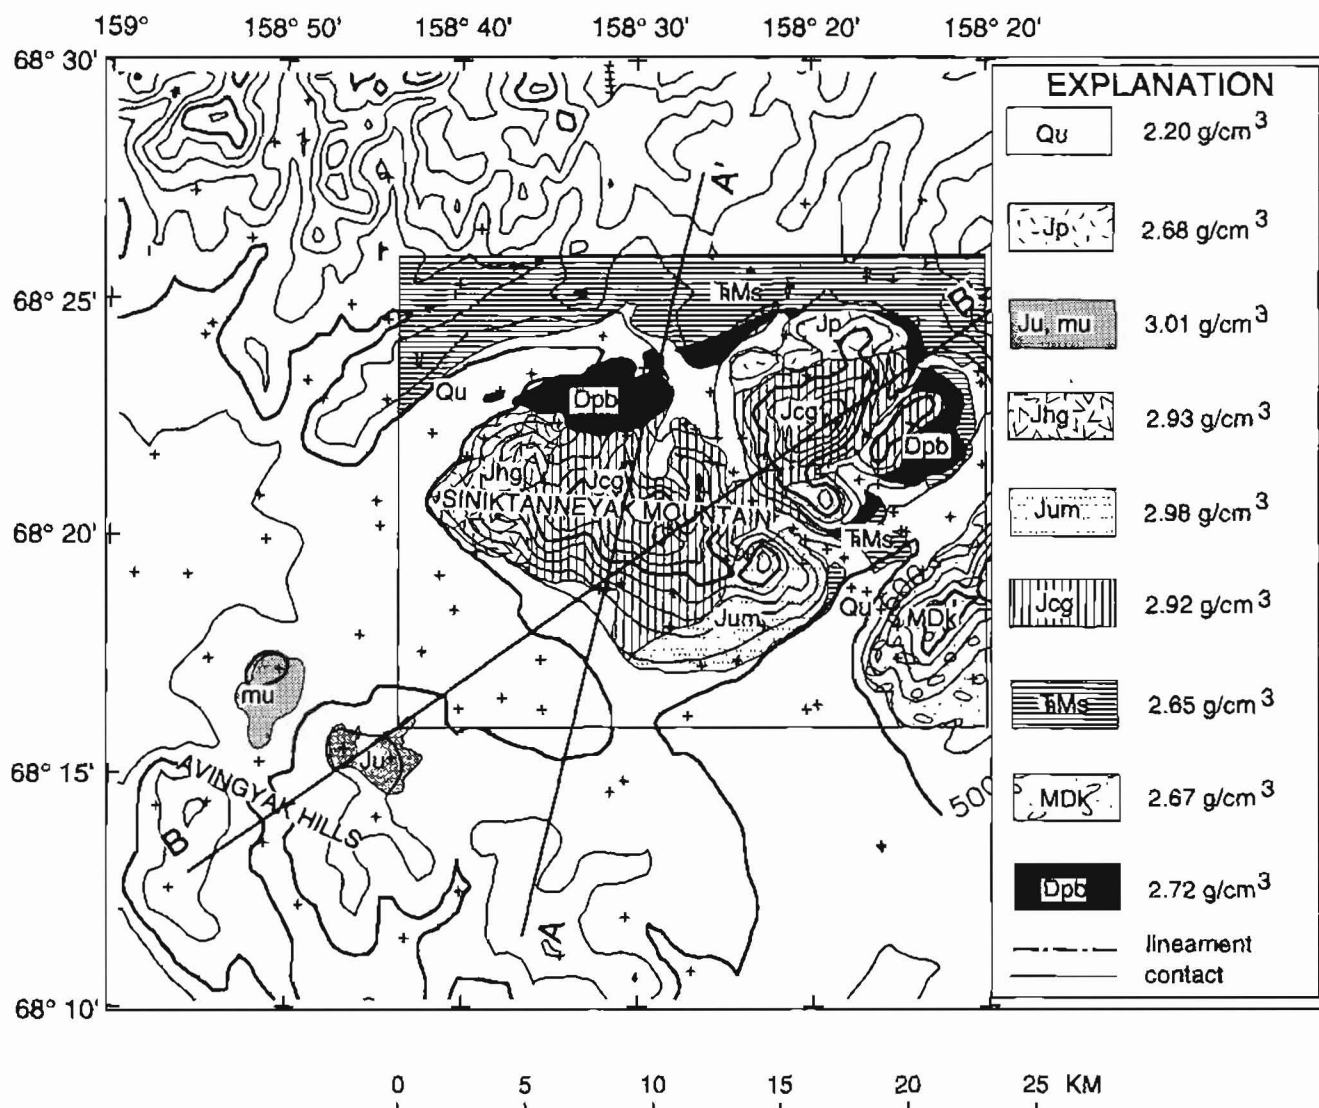 159° 158° 50' 158° 40' 158° 30' 158° 20' 158° 20'
68° 30'
68° 25'
68° 20'
68° 15'
68° 10'
A'
TRMs
B'
Jp
Qu
Dpb
Jcg
Dpb
Jhg
Jcg
SINIKTANNEYAK MOUNTAIN
TRMs
Qu
Jum
MDk
mu
Ju
AVINGYAK HILLS
B
A
500
EXPLANATION
Qu 2.20 g/cm³
Jp 2.68 g/cm³
Ju, mu 3.01 g/cm³
Jhg 2.93 g/cm³
Jum 2.98 g/cm³
Jcg 2.92 g/cm³
TRMs 2.65 g/cm³
MDk 2.67 g/cm³
Dpb 2.72 g/cm³
lineament
contact
0 5 10 15 20 25 KM